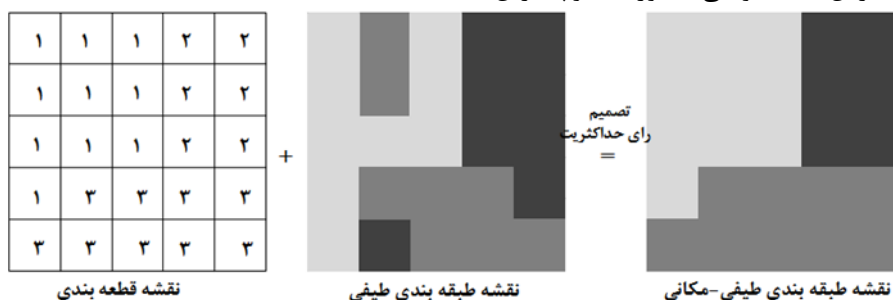 ۱ ۱ ۱ ۲ ۲
۱ ۱ ۱ ۲ ۲
۱ ۱ ۱ ۲ ۲
۱ ۳ ۳ ۳ ۳
۳ ۳ ۳ ۳ ۳
+
تصمیم
رای حداکثریت
=
نقشه قطعه بندی
نقشه طبقه بندی طیفی
نقشه طبقه بندی طیفی-مکانی